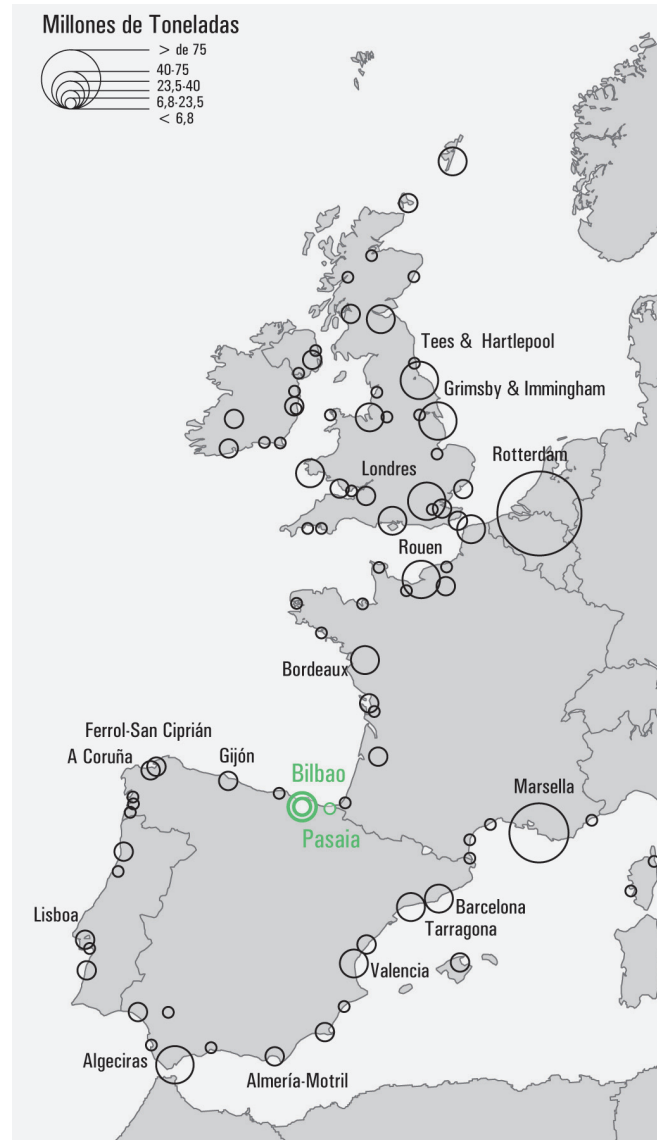 Millones de Toneladas
> de 75
40-75
23,5-40
6,8-23,5
< 6,8
Tees & Hartlepool
Grimsby & Immingham
Rotterdam
Londres
Rouen
Bordeaux
Ferrol-San Ciprián
A Coruña
Gijón
Bilbao
Marsella
Pasaia
Barcelona
Tarragona
Lisboa
Valencia
Algeciras
Almería-Motril